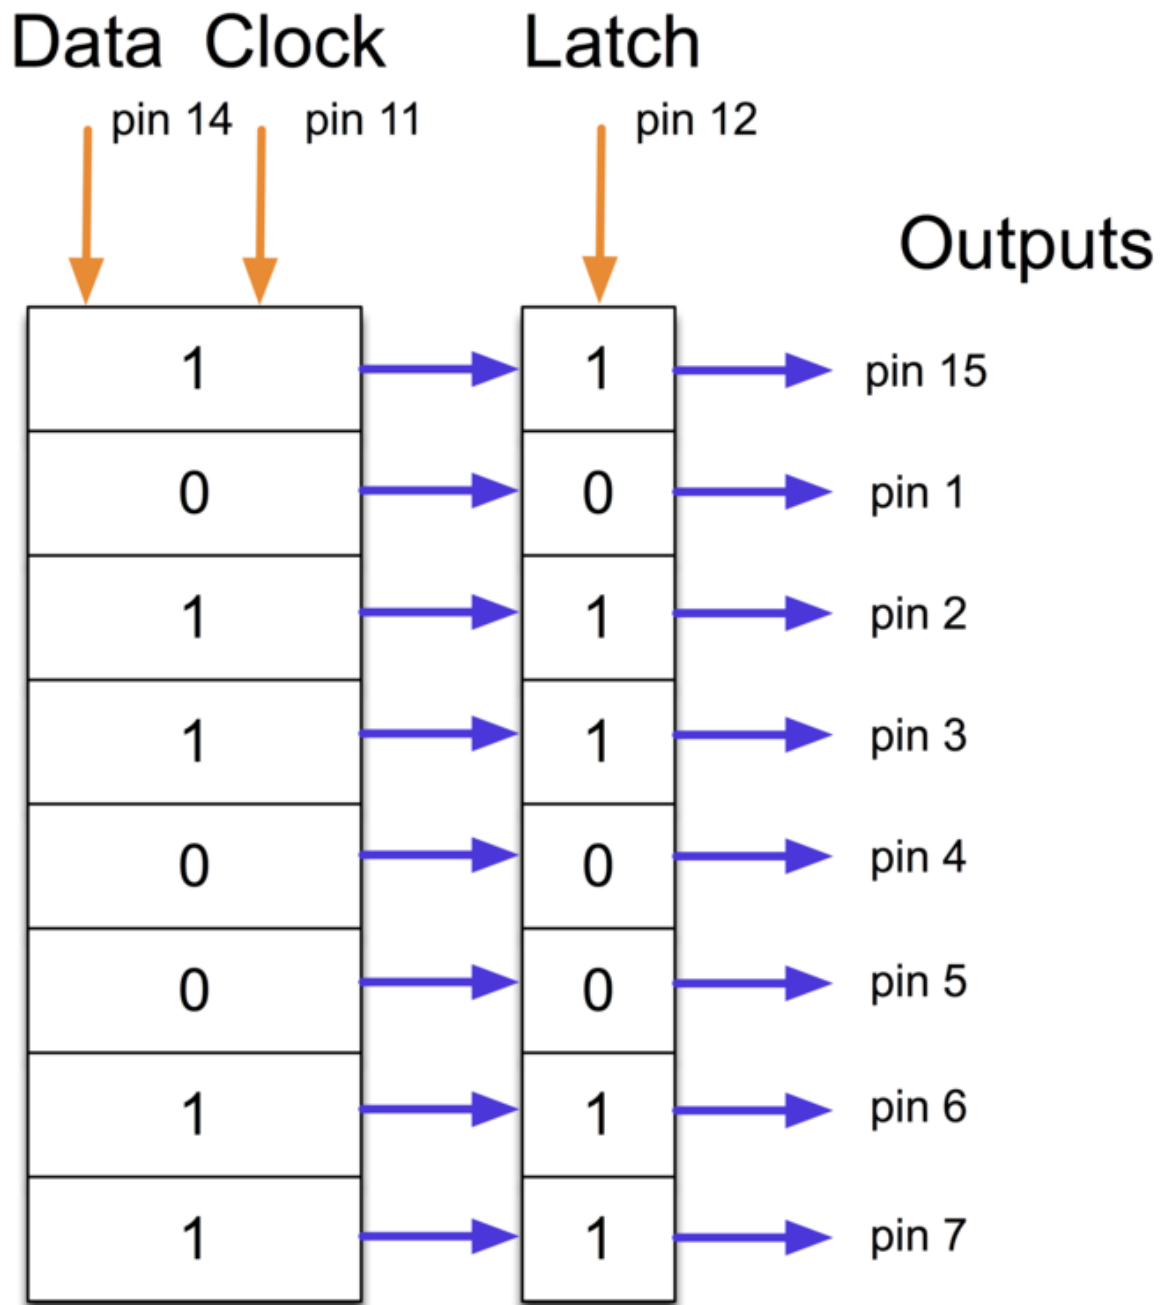 Data Clock Latch
pin 14 pin 11 pin 12
Outputs
1 1 pin 15
0 0 pin 1
1 1 pin 2
1 1 pin 3
0 0 pin 4
0 0 pin 5
1 1 pin 6
1 1 pin 7